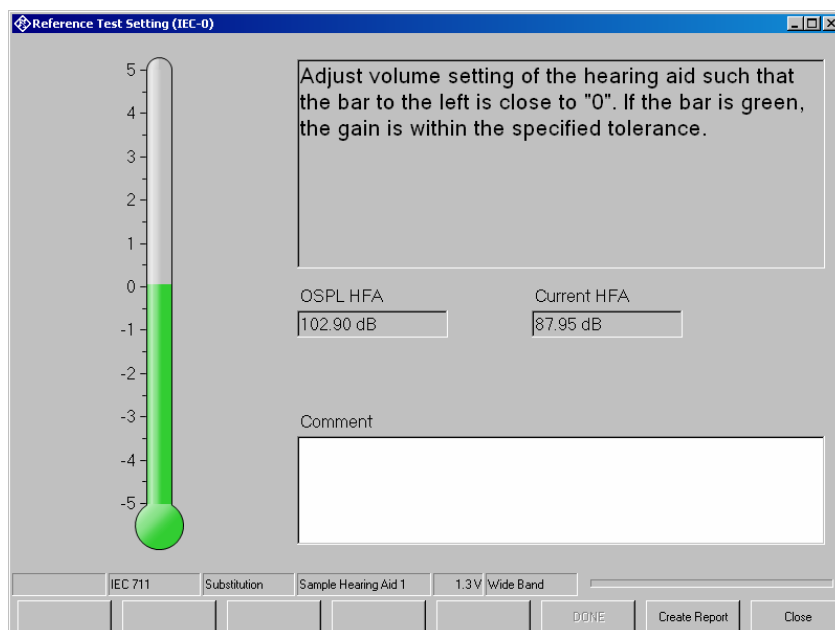 Reference Test Setting (IEC-0)
5
4
3
2
1
0
-1
-2
-3
-4
-5
Adjust volume setting of the hearing aid such that
the bar to the left is close to "0". If the bar is green,
the gain is within the specified tolerance.
OSPL HFA
Current HFA
102.90 dB
87.95 dB
Comment
IEC 711
Substitution
Sample Hearing Aid 1
1.3 V
Wide Band
DONE
Create Report
Close